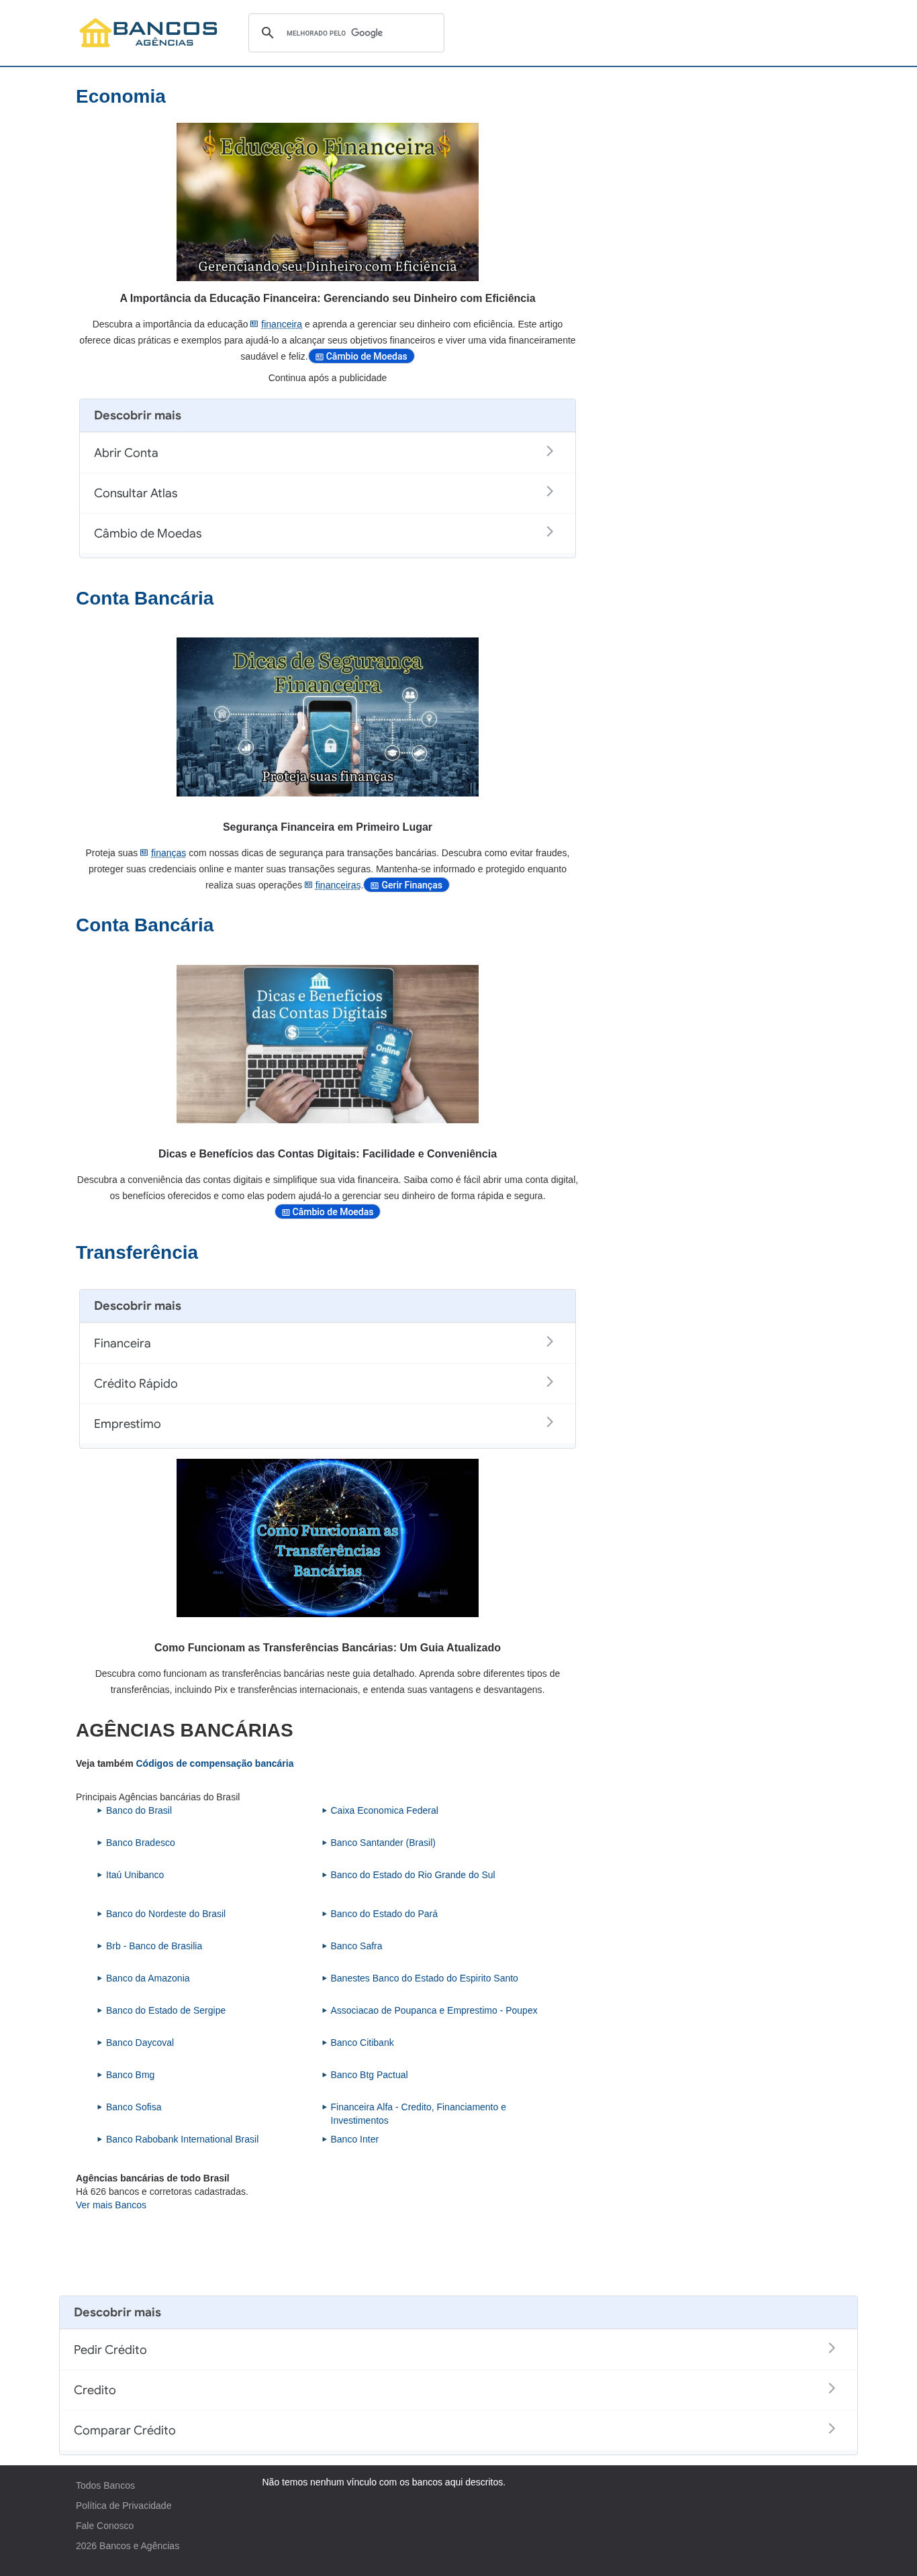 BANCOS
AGÊNCIAS
MELHORADO PELO Google
Economia
$Educação Financeira$
Gerenciando seu Dinheiro com Eficiência
A Importância da Educação Financeira: Gerenciando seu Dinheiro com Eficiência
Descubra a importância da educação financeira e aprenda a gerenciar seu dinheiro com eficiência. Este artigo
oferece dicas práticas e exemplos para ajudá-lo a alcançar seus objetivos financeiros e viver uma vida financeiramente
saudável e feliz. Câmbio de Moedas
Continua após a publicidade
Descobrir mais
Abrir Conta
Consultar Atlas
Câmbio de Moedas
Conta Bancária
Dicas de Segurança
Financeira
Proteja suas finanças
Segurança Financeira em Primeiro Lugar
Proteja suas finanças com nossas dicas de segurança para transações bancárias. Descubra como evitar fraudes,
proteger suas credenciais online e manter suas transações seguras. Mantenha-se informado e protegido enquanto
realiza suas operações financeiras. Gerir Finanças
Conta Bancária
Dicas e Benefícios
das Contas Digitais
Online
Dicas e Benefícios das Contas Digitais: Facilidade e Conveniência
Descubra a conveniência das contas digitais e simplifique sua vida financeira. Saiba como é fácil abrir uma conta digital,
os benefícios oferecidos e como elas podem ajudá-lo a gerenciar seu dinheiro de forma rápida e segura.
Câmbio de Moedas
Transferência
Descobrir mais
Financeira
Crédito Rápido
Emprestimo
Como Funcionam as
Transferências
Bancárias
Como Funcionam as Transferências Bancárias: Um Guia Atualizado
Descubra como funcionam as transferências bancárias neste guia detalhado. Aprenda sobre diferentes tipos de
transferências, incluindo Pix e transferências internacionais, e entenda suas vantagens e desvantagens.
AGÊNCIAS BANCÁRIAS
Veja também Códigos de compensação bancária
Principais Agências bancárias do Brasil
Banco do Brasil
Caixa Economica Federal
Banco Bradesco
Banco Santander (Brasil)
Itaú Unibanco
Banco do Estado do Rio Grande do Sul
Banco do Nordeste do Brasil
Banco do Estado do Pará
Brb - Banco de Brasilia
Banco Safra
Banco da Amazonia
Banestes Banco do Estado do Espirito Santo
Banco do Estado de Sergipe
Associacao de Poupanca e Emprestimo - Poupex
Banco Daycoval
Banco Citibank
Banco Bmg
Banco Btg Pactual
Banco Sofisa
Financeira Alfa - Credito, Financiamento e
Investimentos
Banco Rabobank International Brasil
Banco Inter
Agências bancárias de todo Brasil
Há 626 bancos e corretoras cadastradas.
Ver mais Bancos
Descobrir mais
Pedir Crédito
Credito
Comparar Crédito
Todos Bancos
Não temos nenhum vínculo com os bancos aqui descritos.
Política de Privacidade
Fale Conosco
2026 Bancos e Agências